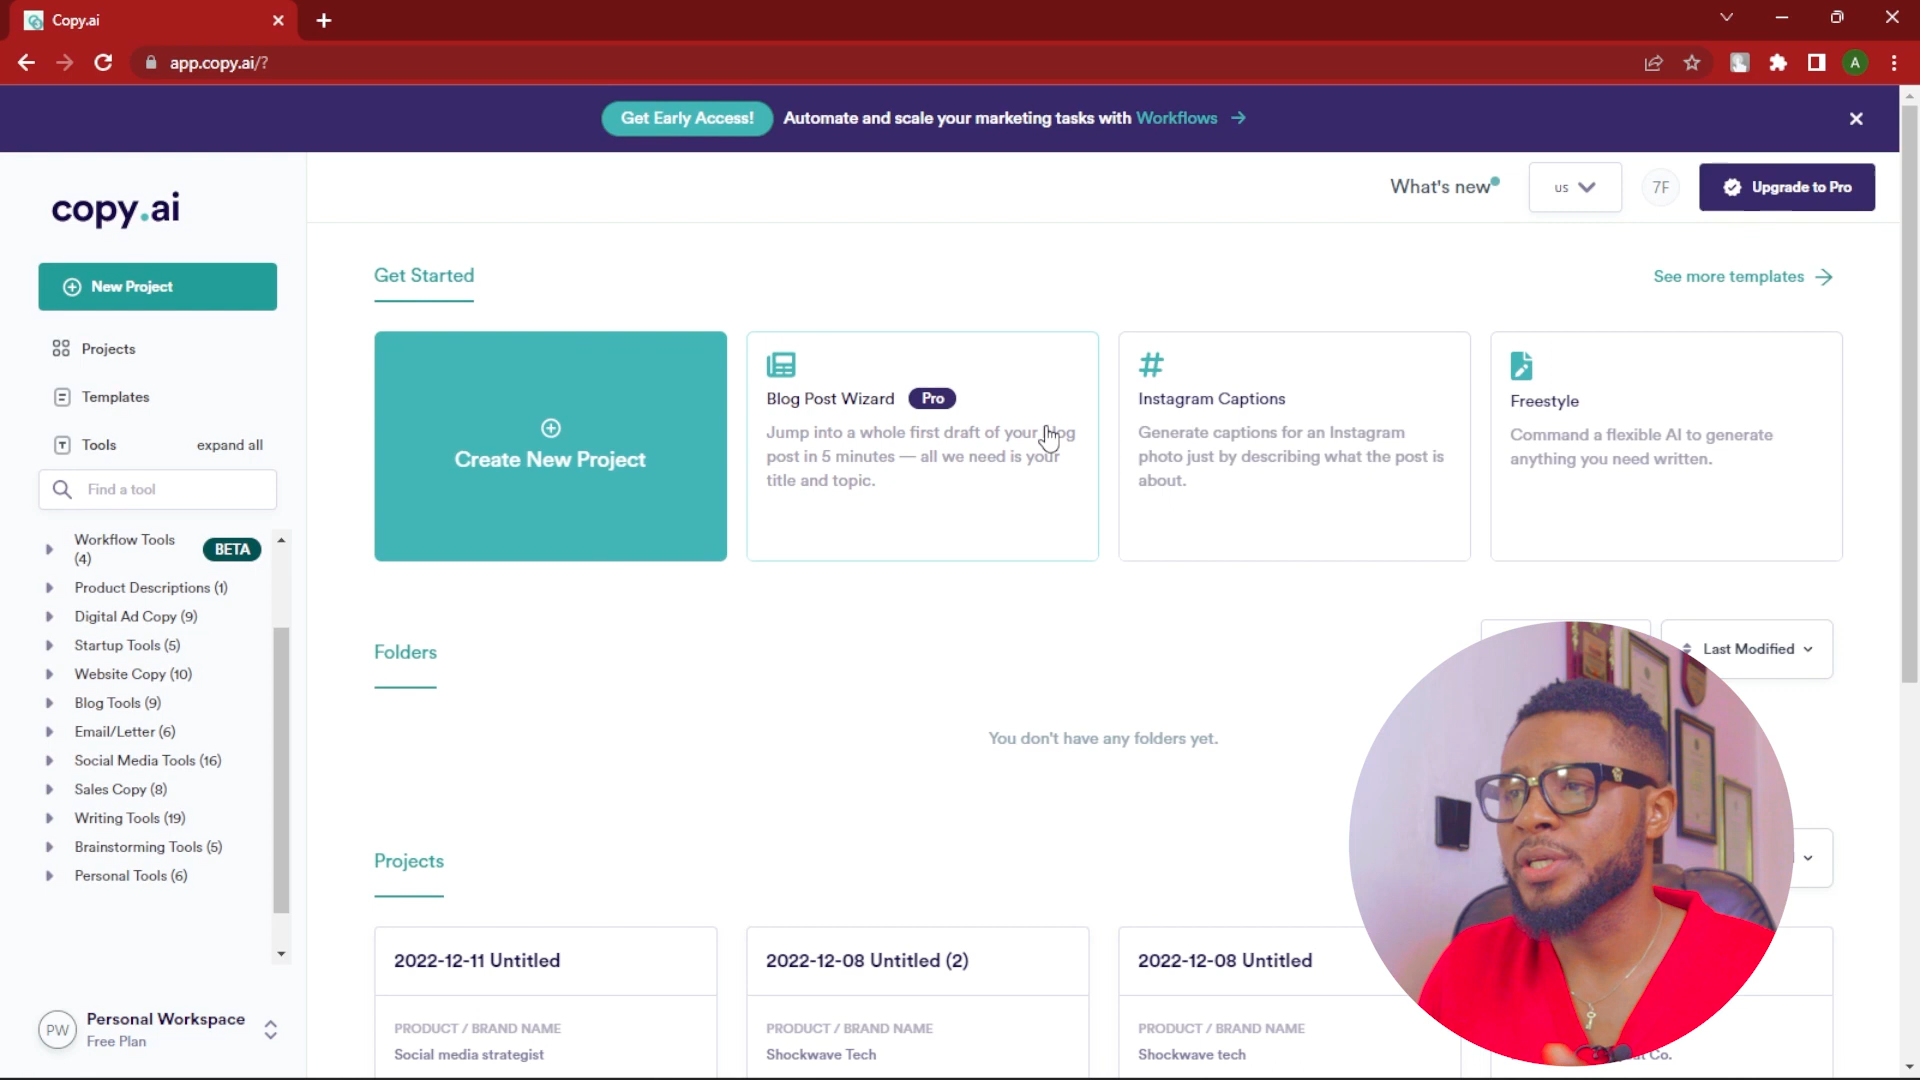 Copy.ai
app.copy.ai/?
A
Get Early Access! Automate and scale your marketing tasks with Workflows →
copy.ai
What's new
us
7F
Upgrade to Pro
New Project
Projects
Templates
Tools expand all
Find a tool
Workflow Tools
(4)
BETA
Product Descriptions (1)
Digital Ad Copy (9)
Startup Tools (5)
Website Copy (10)
Blog Tools (9)
Email/Letter (6)
Social Media Tools (16)
Sales Copy (8)
Writing Tools (19)
Brainstorming Tools (5)
Personal Tools (6)
PW
Personal Workspace
Free Plan
Get Started
See more templates →
Create New Project
Blog Post Wizard Pro
Jump into a whole first draft of your
post in 5 minutes — all we need is your
title and topic.
#
Instagram Captions
Generate captions for an Instagram
photo just by describing what the post is
about.
Freestyle
Command a flexible AI to generate
anything you need written.
Folders
Last Modified
You don't have any folders yet.
Projects
2022-12-11 Untitled
PRODUCT / BRAND NAME
Social media strategist
2022-12-08 Untitled (2)
PRODUCT / BRAND NAME
Shockwave Tech
2022-12-08 Untitled
PRODUCT / BRAND NAME
Shockwave tech
Co.